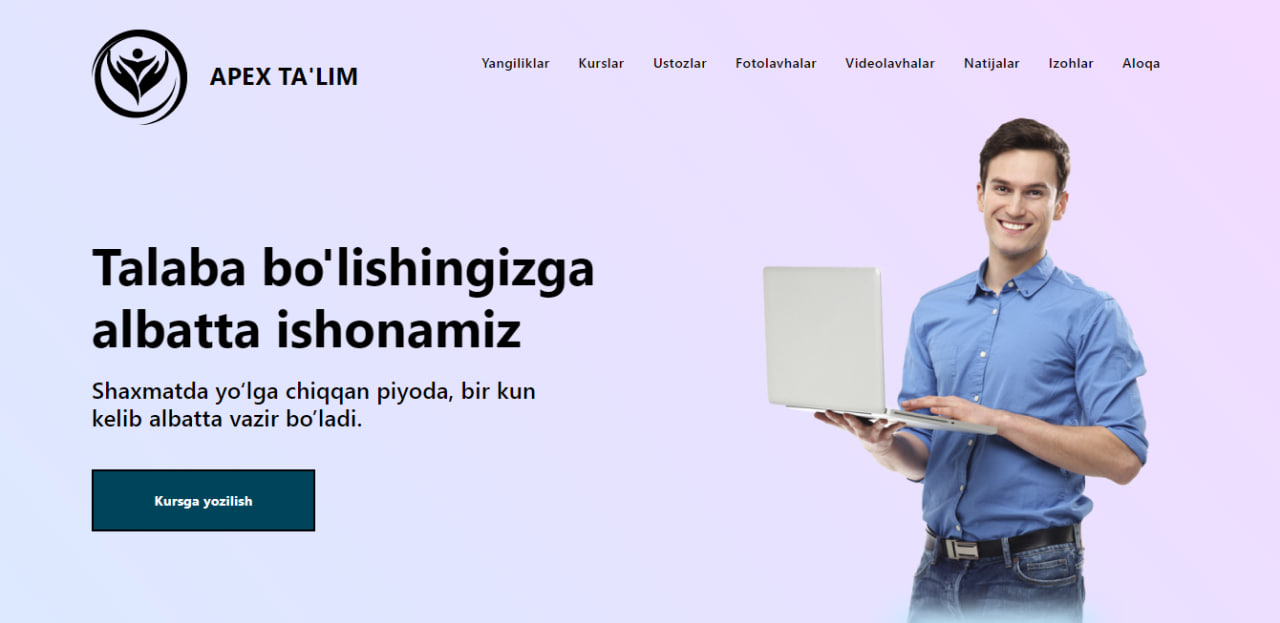 APEX TA'LIM
Yangiliklar Kurslar Ustozlar Fotolavhalar Videolavhalar Natijalar Izohlar Aloqa
Talaba bo'lishingizga
albatta ishonamiz
Shaxmatda yo‘lga chiqqan piyoda, bir kun
kelib albatta vazir bo‘ladi.
Kursga yozilish